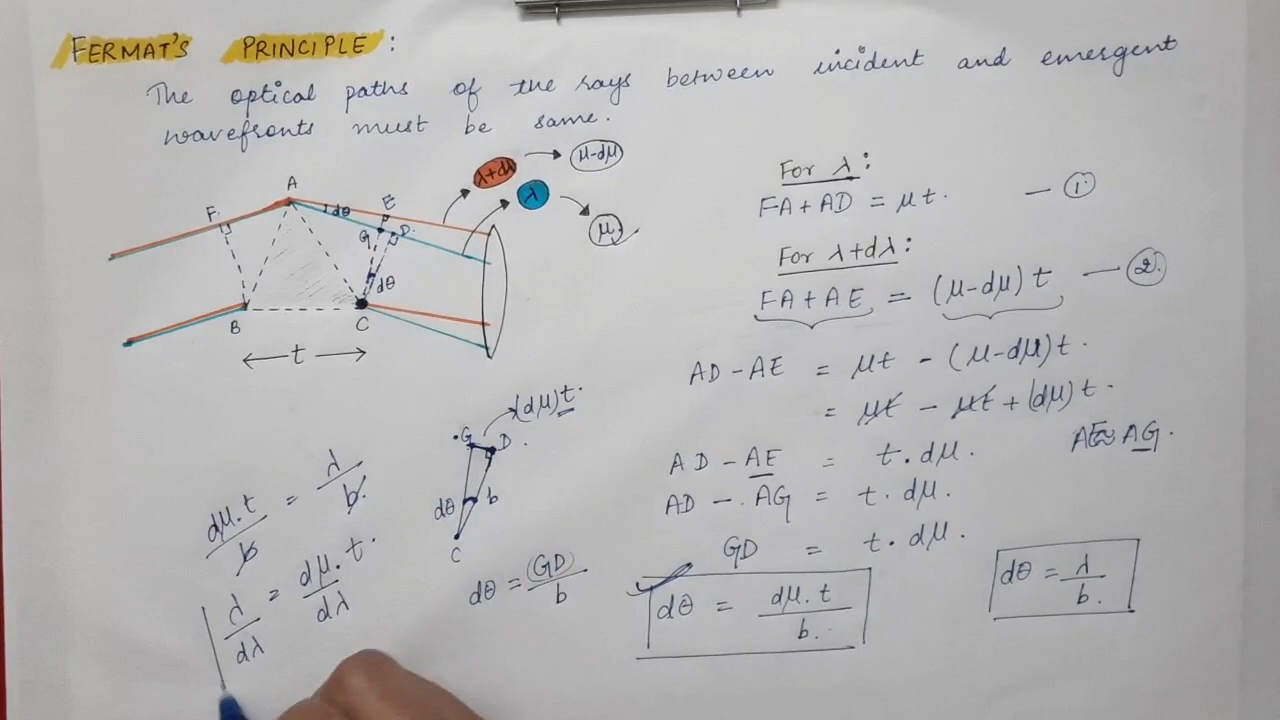 FERMAT'S PRINCIPLE :
The optical paths of the rays between incident and emergent
wavefronts must be same.
λ+dλ → μ-dμ
λ
μ
A
dθ
E
F
G
D
dθ
B
C
t
For λ :
FA + AD = μt. — ①
For λ+dλ :
FA + AE = (μ-dμ) t — ②
AD - AE = μt - (μ-dμ)t.
= μt - μt + (dμ) t.
AD - AE = t. dμ.
AE ≈ AG.
AD - AG = t. dμ.
GD = t. dμ.
dθ = dμ. t / b.
dθ = λ / b.
(dμ) t.
G
D
dθ
b
C
dθ = (GD) / b
dμ. t / b = λ / b.
λ / dλ = dμ. t. / dλ